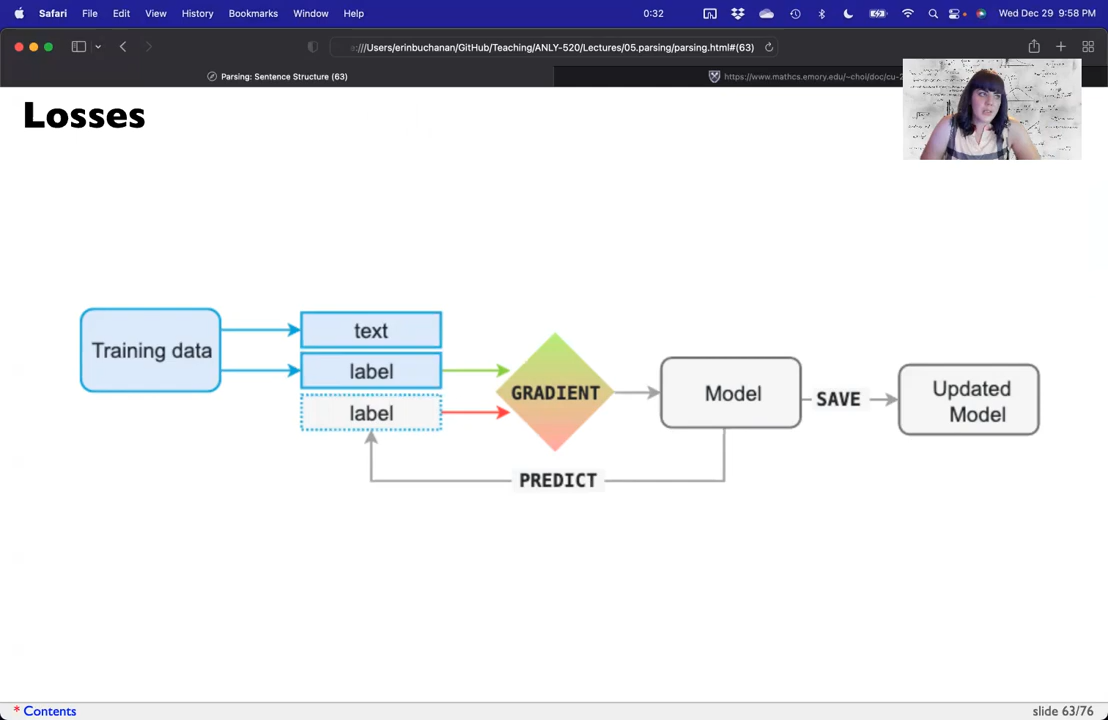 Safari File Edit View History Bookmarks Window Help 0:32 Wed Dec 29 9:58 PM
:///Users/erinbuchanan/GitHub/Teaching/ANLY-520/Lectures/05.parsing/parsing.html#(63)
Parsing: Sentence Structure (63) https://www.mathcs.emory.edu/~choi/doc/cu-2
Losses
Training data
text
label
label
GRADIENT
Model
SAVE
Updated
Model
PREDICT
* Contents slide 63/76